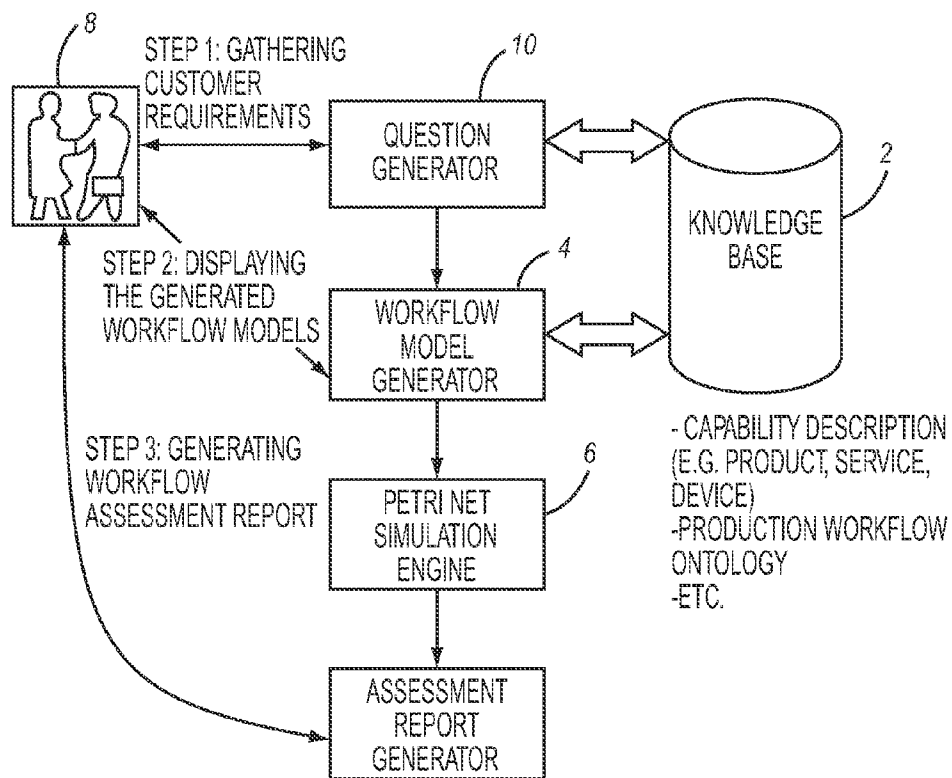 8
STEP 1: GATHERING
CUSTOMER
REQUIREMENTS
10
QUESTION
GENERATOR
2
KNOWLEDGE
BASE
STEP 2: DISPLAYING
THE GENERATED
WORKFLOW MODELS
4
WORKFLOW
MODEL
GENERATOR
- CAPABILITY DESCRIPTION
(E.G. PRODUCT, SERVICE,
DEVICE)
-PRODUCTION WORKFLOW
ONTOLOGY
-ETC.
STEP 3: GENERATING
WORKFLOW
ASSESSMENT REPORT
6
PETRI NET
SIMULATION
ENGINE
ASSESSMENT
REPORT
GENERATOR